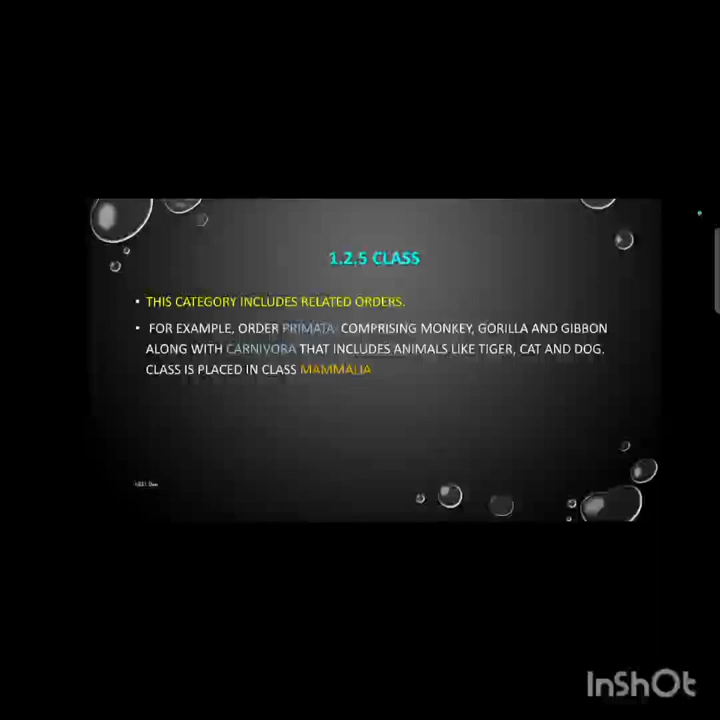 1.2.5 CLASS
• THIS CATEGORY INCLUDES RELATED ORDERS.
• FOR EXAMPLE, ORDER PRIMATA COMPRISING MONKEY, GORILLA AND GIBBON
ALONG WITH CARNIVORA THAT INCLUDES ANIMALS LIKE TIGER, CAT AND DOG.
CLASS IS PLACED IN CLASS MAMMALIA
InShOt